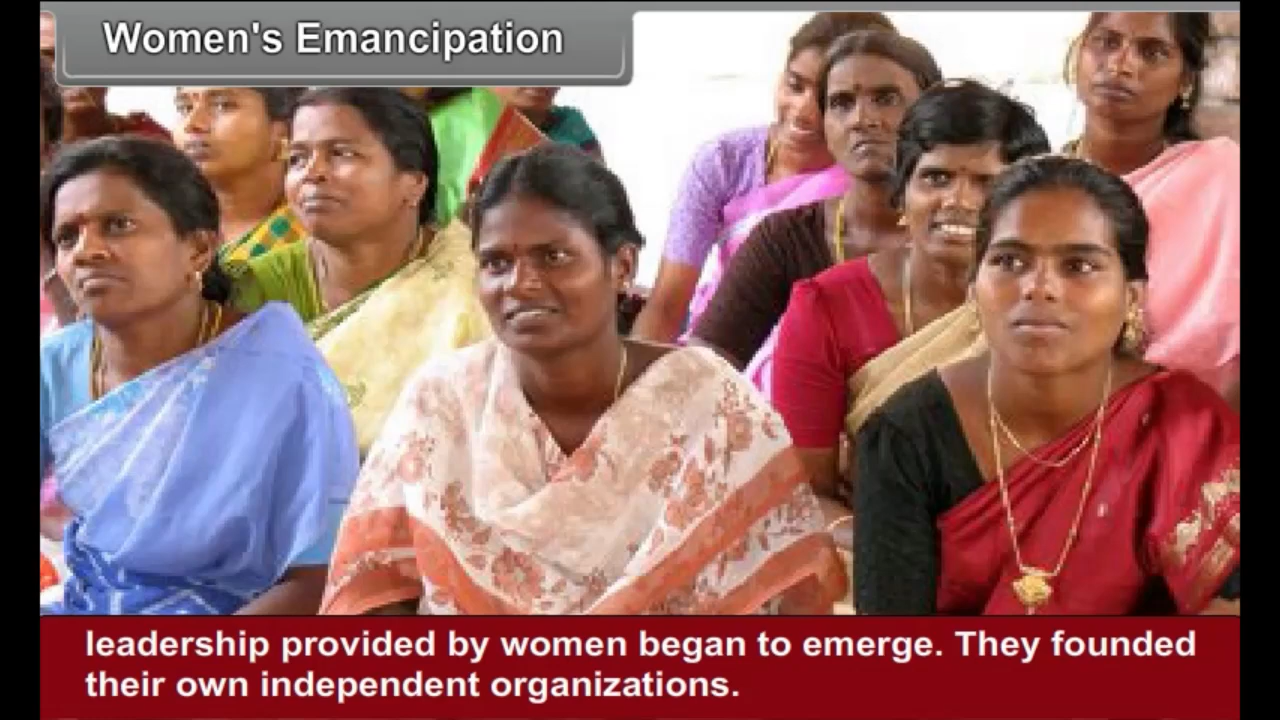 Women's Emancipation
leadership provided by women began to emerge. They founded
their own independent organizations.